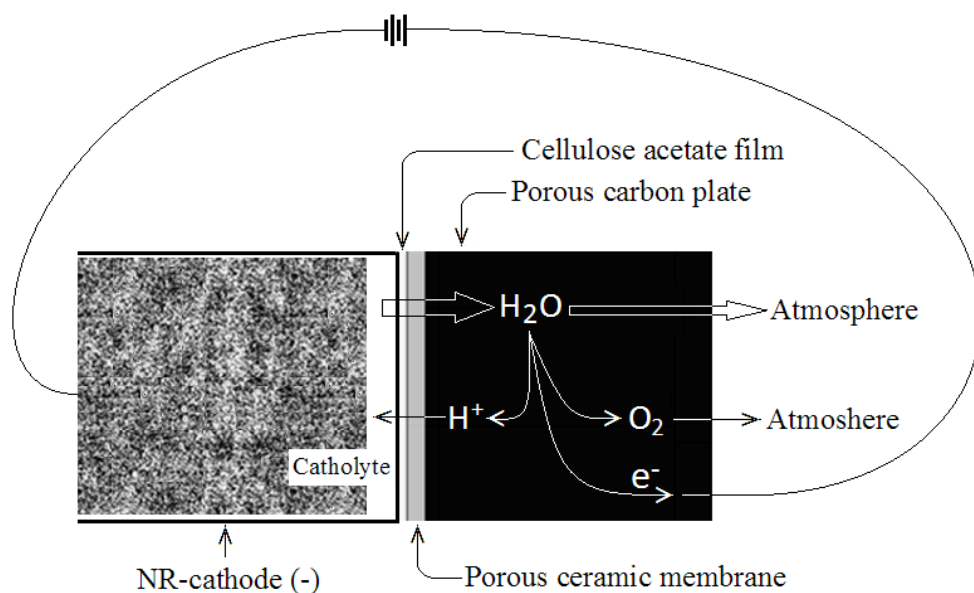 Cellulose acetate film
Porous carbon plate
H₂O
Atmosphere
H⁺
O₂
Atmoshere
Catholyte
e⁻
NR-cathode (-)
Porous ceramic membrane